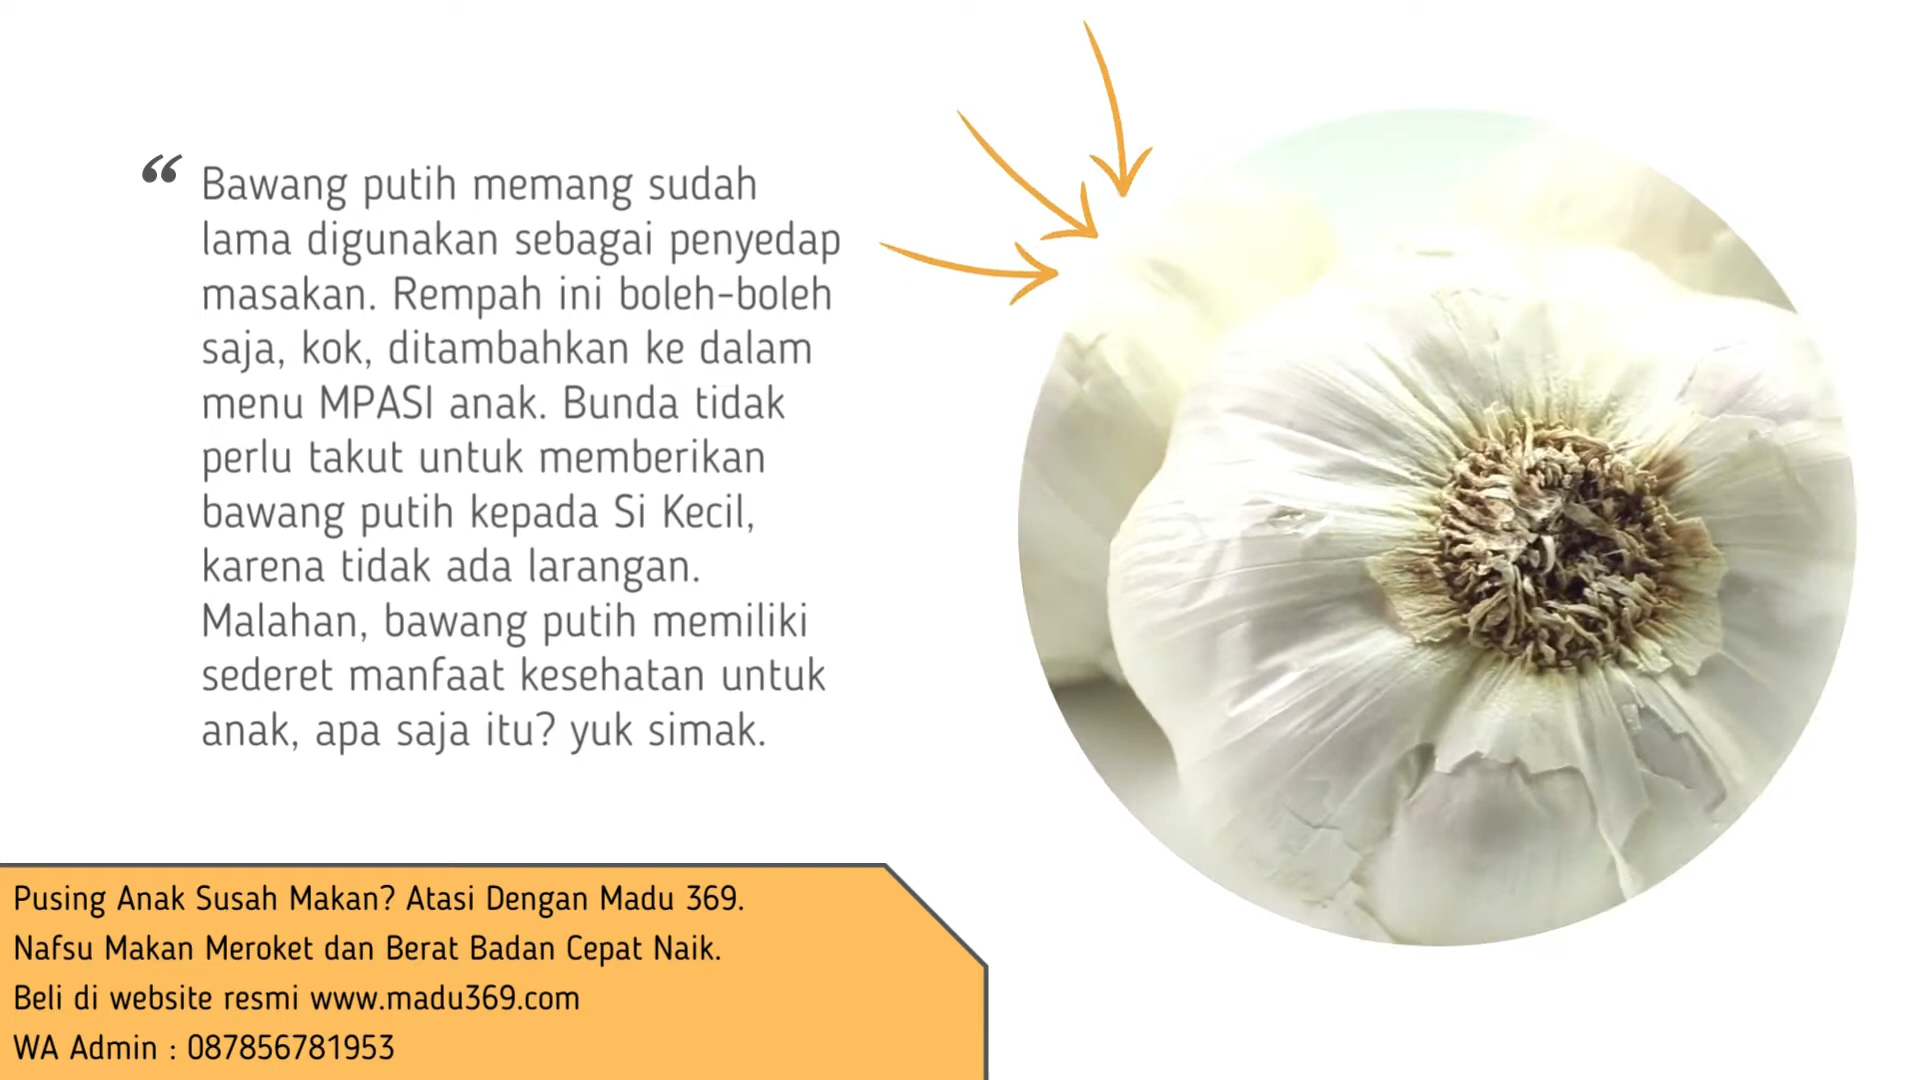 “Bawang putih memang sudah
lama digunakan sebagai penyedap
masakan. Rempah ini boleh-boleh
saja, kok, ditambahkan ke dalam
menu MPASI anak. Bunda tidak
perlu takut untuk memberikan
bawang putih kepada Si Kecil,
karena tidak ada larangan.
Malahan, bawang putih memiliki
sederet manfaat kesehatan untuk
anak, apa saja itu? yuk simak.
Pusing Anak Susah Makan? Atasi Dengan Madu 369.
Nafsu Makan Meroket dan Berat Badan Cepat Naik.
Beli di website resmi www.madu369.com
WA Admin : 087856781953